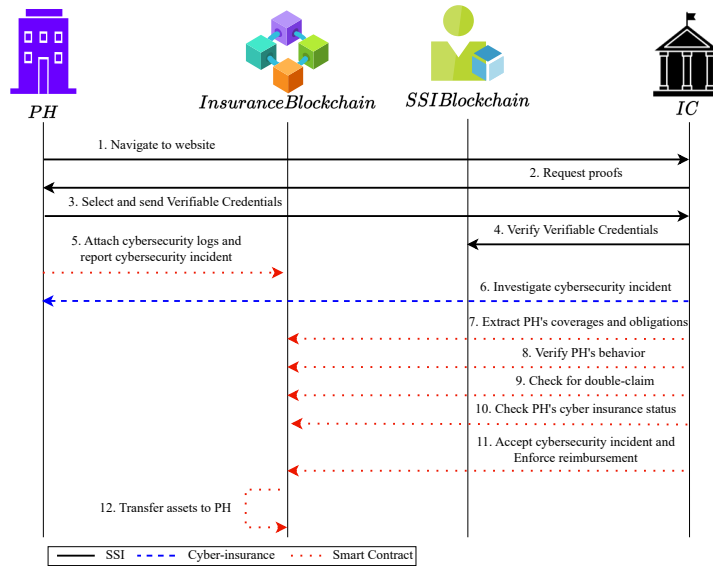 PH
InsuranceBlockchain
SSIBlockchain
IC
1. Navigate to website
2. Request proofs
3. Select and send Verifiable Credentials
4. Verify Verifiable Credentials
5. Attach cybersecurity logs and
report cybersecurity incident
6. Investigate cybersecurity incident
7. Extract PH's coverages and obligations
8. Verify PH's behavior
9. Check for double-claim
10. Check PH's cyber insurance status
11. Accept cybersecurity incident and
Enforce reimbursement
12. Transfer assets to PH
SSI
Cyber-insurance
Smart Contract